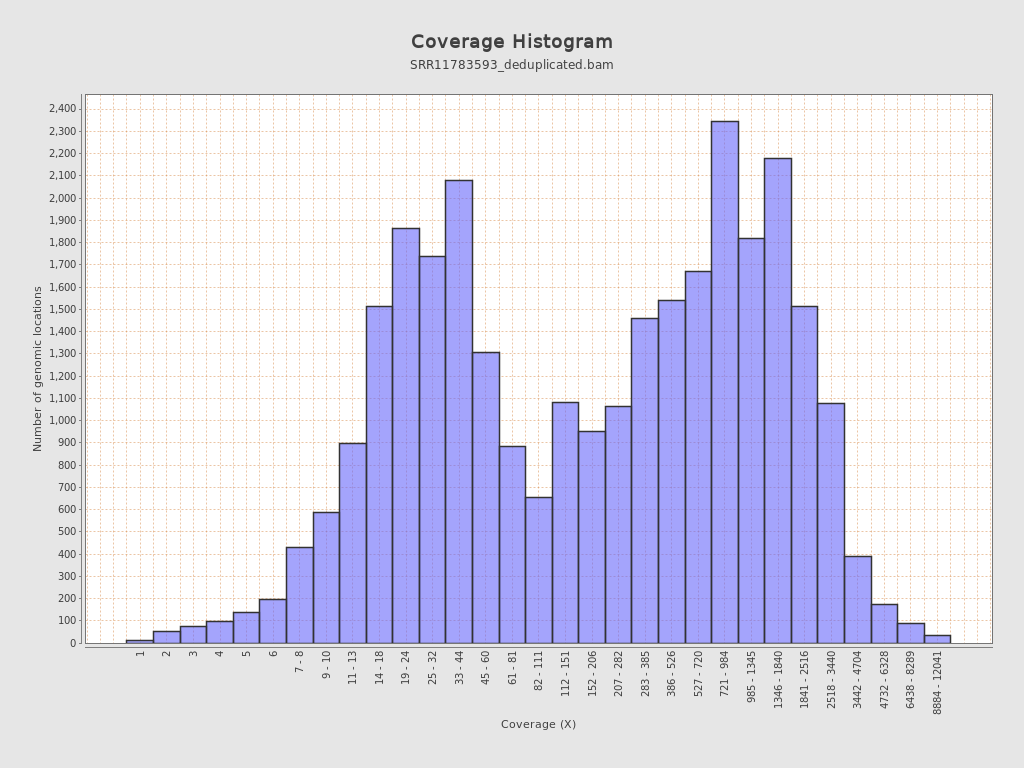 Coverage Histogram
SRR11783593_deduplicated.bam
Number of genomic locations
2,400
2,300
2,200
2,100
2,000
1,900
1,800
1,700
1,600
1,500
1,400
1,300
1,200
1,100
1,000
900
800
700
600
500
400
300
200
100
0
1
2
3
4
5
6
7 - 8
9 - 10
11 - 13
14 - 18
19 - 24
25 - 32
33 - 44
45 - 60
61 - 81
82 - 111
112 - 151
152 - 206
207 - 282
283 - 385
386 - 526
527 - 720
721 - 984
985 - 1345
1346 - 1840
1841 - 2516
2518 - 3440
3442 - 4704
4732 - 6328
6438 - 8289
8884 - 12041
Coverage (X)